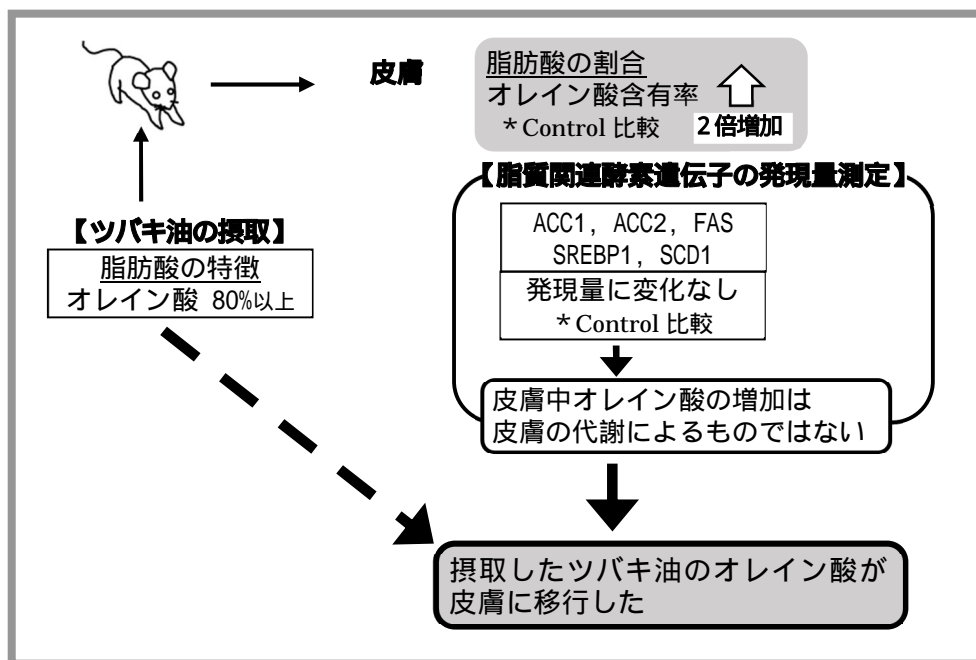 皮膚
脂肪酸の割合
オレイン酸含有率
＊Control 比較
2倍増加
【ツバキ油の摂取】
脂肪酸の特徴
オレイン酸 80%以上
【脂質関連酵素遺伝子の発現量測定】
ACC1, ACC2, FAS
SREBP1, SCD1
発現量に変化なし
＊Control 比較
皮膚中オレイン酸の増加は
皮膚の代謝によるものではない
摂取したツバキ油のオレイン酸が
皮膚に移行した